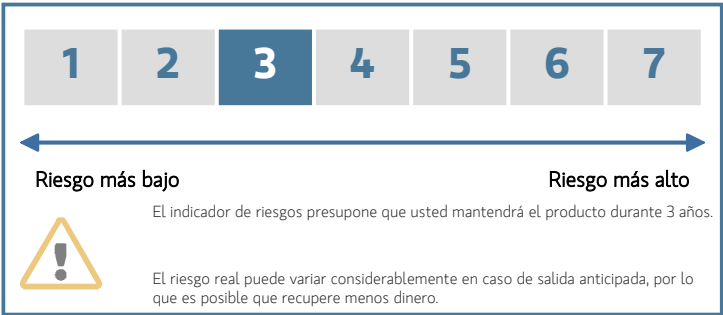 1 2 3 4 5 6 7
Riesgo más bajo Riesgo más alto
El indicador de riesgos presupone que usted mantendrá el producto durante 3 años.
El riesgo real puede variar considerablemente en caso de salida anticipada, por lo
que es posible que recupere menos dinero.